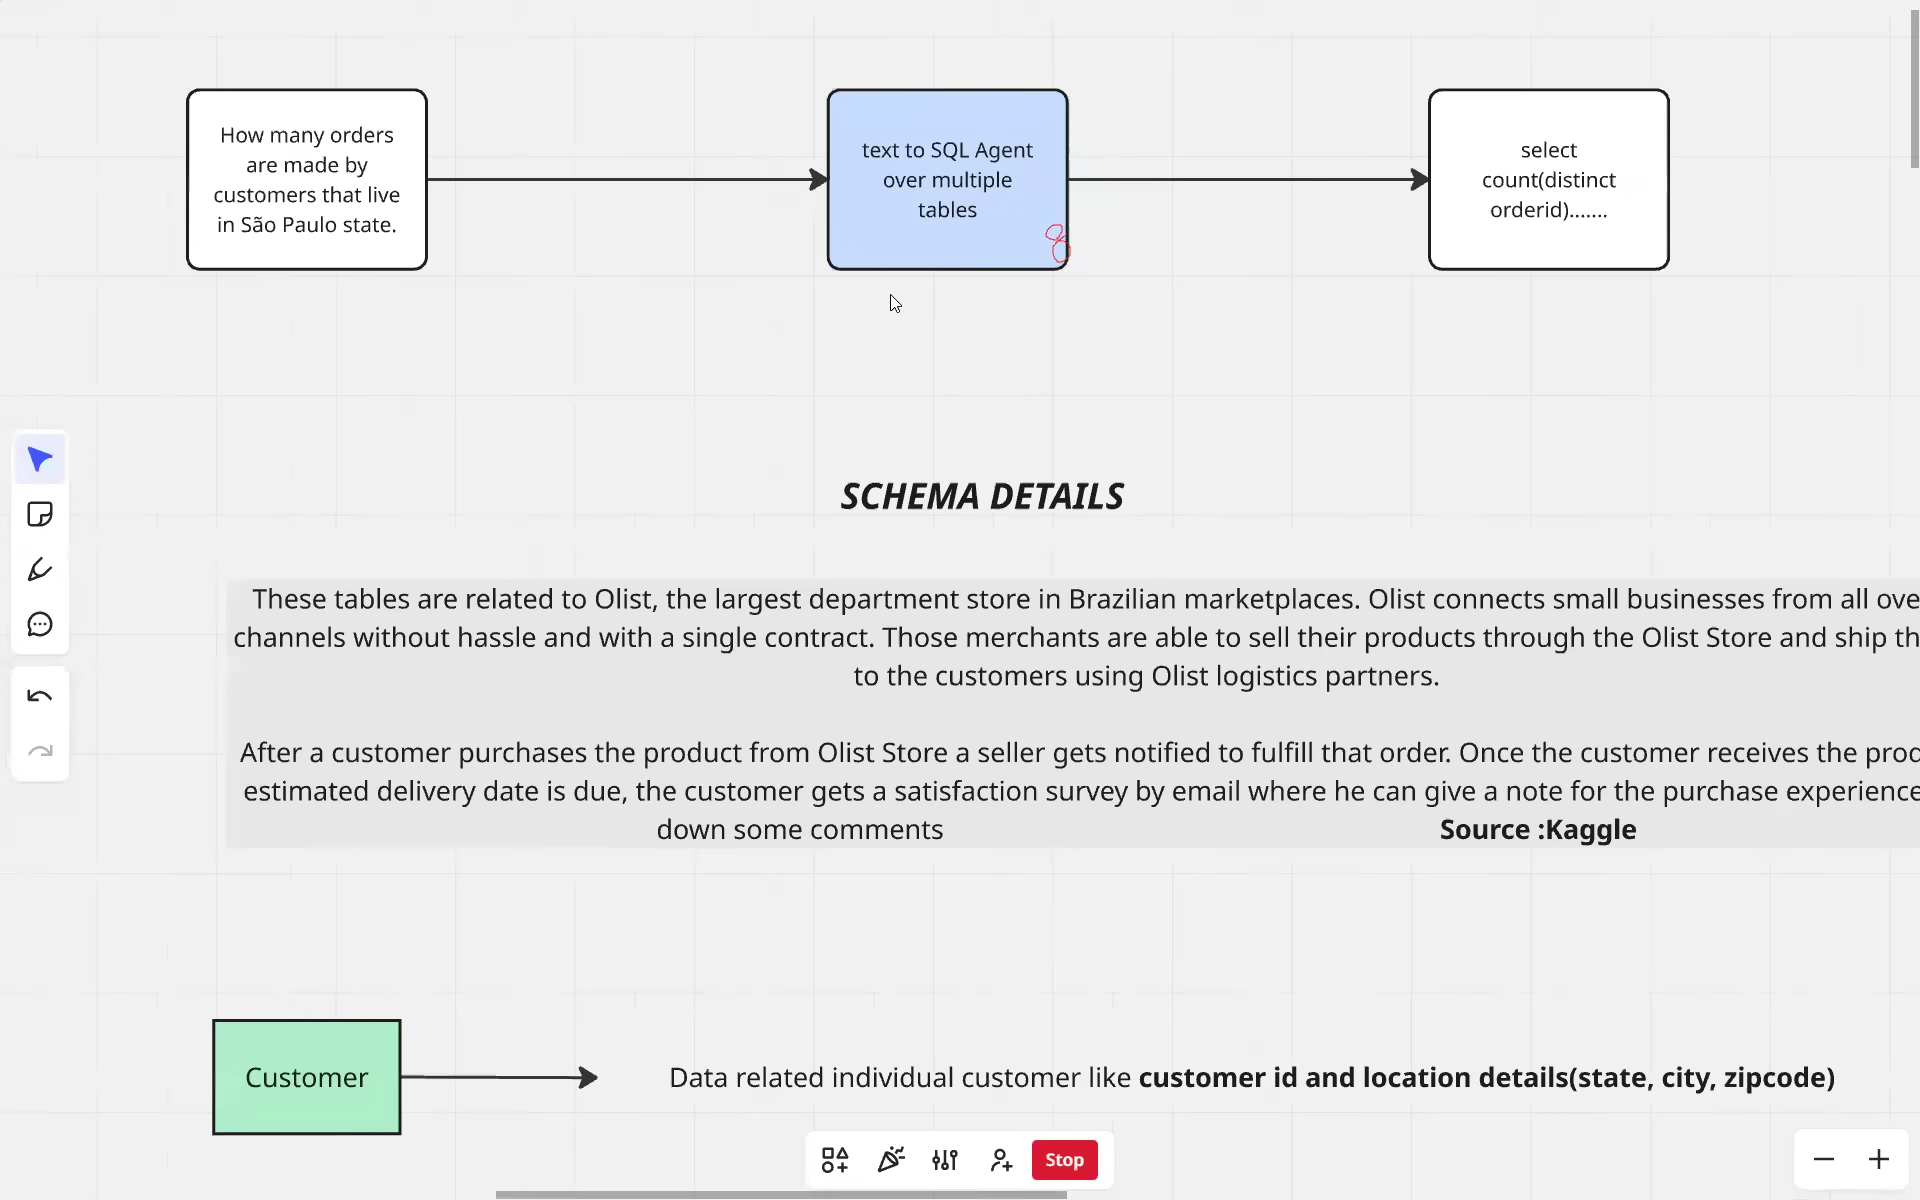 How many orders
are made by
customers that live
in São Paulo state.
text to SQL Agent
over multiple
tables
8
select
count(distinct
orderid).......
SCHEMA DETAILS
These tables are related to Olist, the largest department store in Brazilian marketplaces. Olist connects small businesses from all ove
channels without hassle and with a single contract. Those merchants are able to sell their products through the Olist Store and ship th
to the customers using Olist logistics partners.
After a customer purchases the product from Olist Store a seller gets notified to fulfill that order. Once the customer receives the prod
estimated delivery date is due, the customer gets a satisfaction survey by email where he can give a note for the purchase experience
down some comments Source :Kaggle
Customer
Data related individual customer like customer id and location details(state, city, zipcode)
Stop